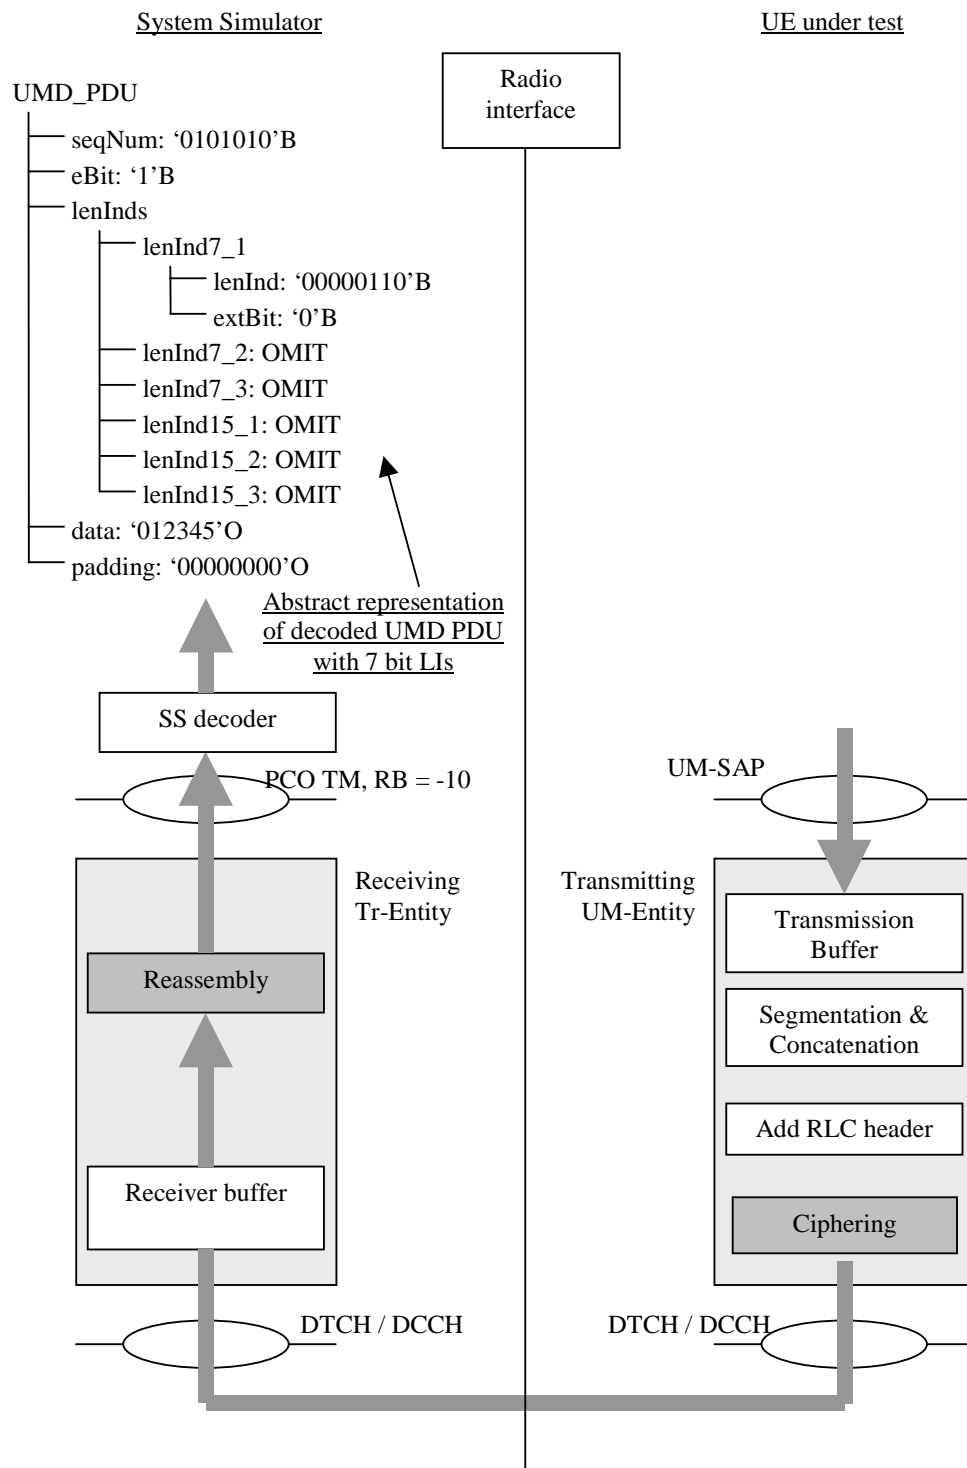 System Simulator
UE under test
Radio
interface
UMD_PDU
seqNum: ‘0101010’B
eBit: ‘1’B
lenInds
lenInd7_1
lenInd: ‘00000110’B
extBit: ‘0’B
lenInd7_2: OMIT
lenInd7_3: OMIT
lenInd15_1: OMIT
lenInd15_2: OMIT
lenInd15_3: OMIT
data: ‘012345’O
padding: ‘00000000’O
Abstract representation
of decoded UMD PDU
with 7 bit LIs
SS decoder
PCO TM, RB = -10
UM-SAP
Receiving
Tr-Entity
Transmitting
UM-Entity
Transmission
Buffer
Reassembly
Segmentation &
Concatenation
Add RLC header
Receiver buffer
Ciphering
DTCH / DCCH
DTCH / DCCH